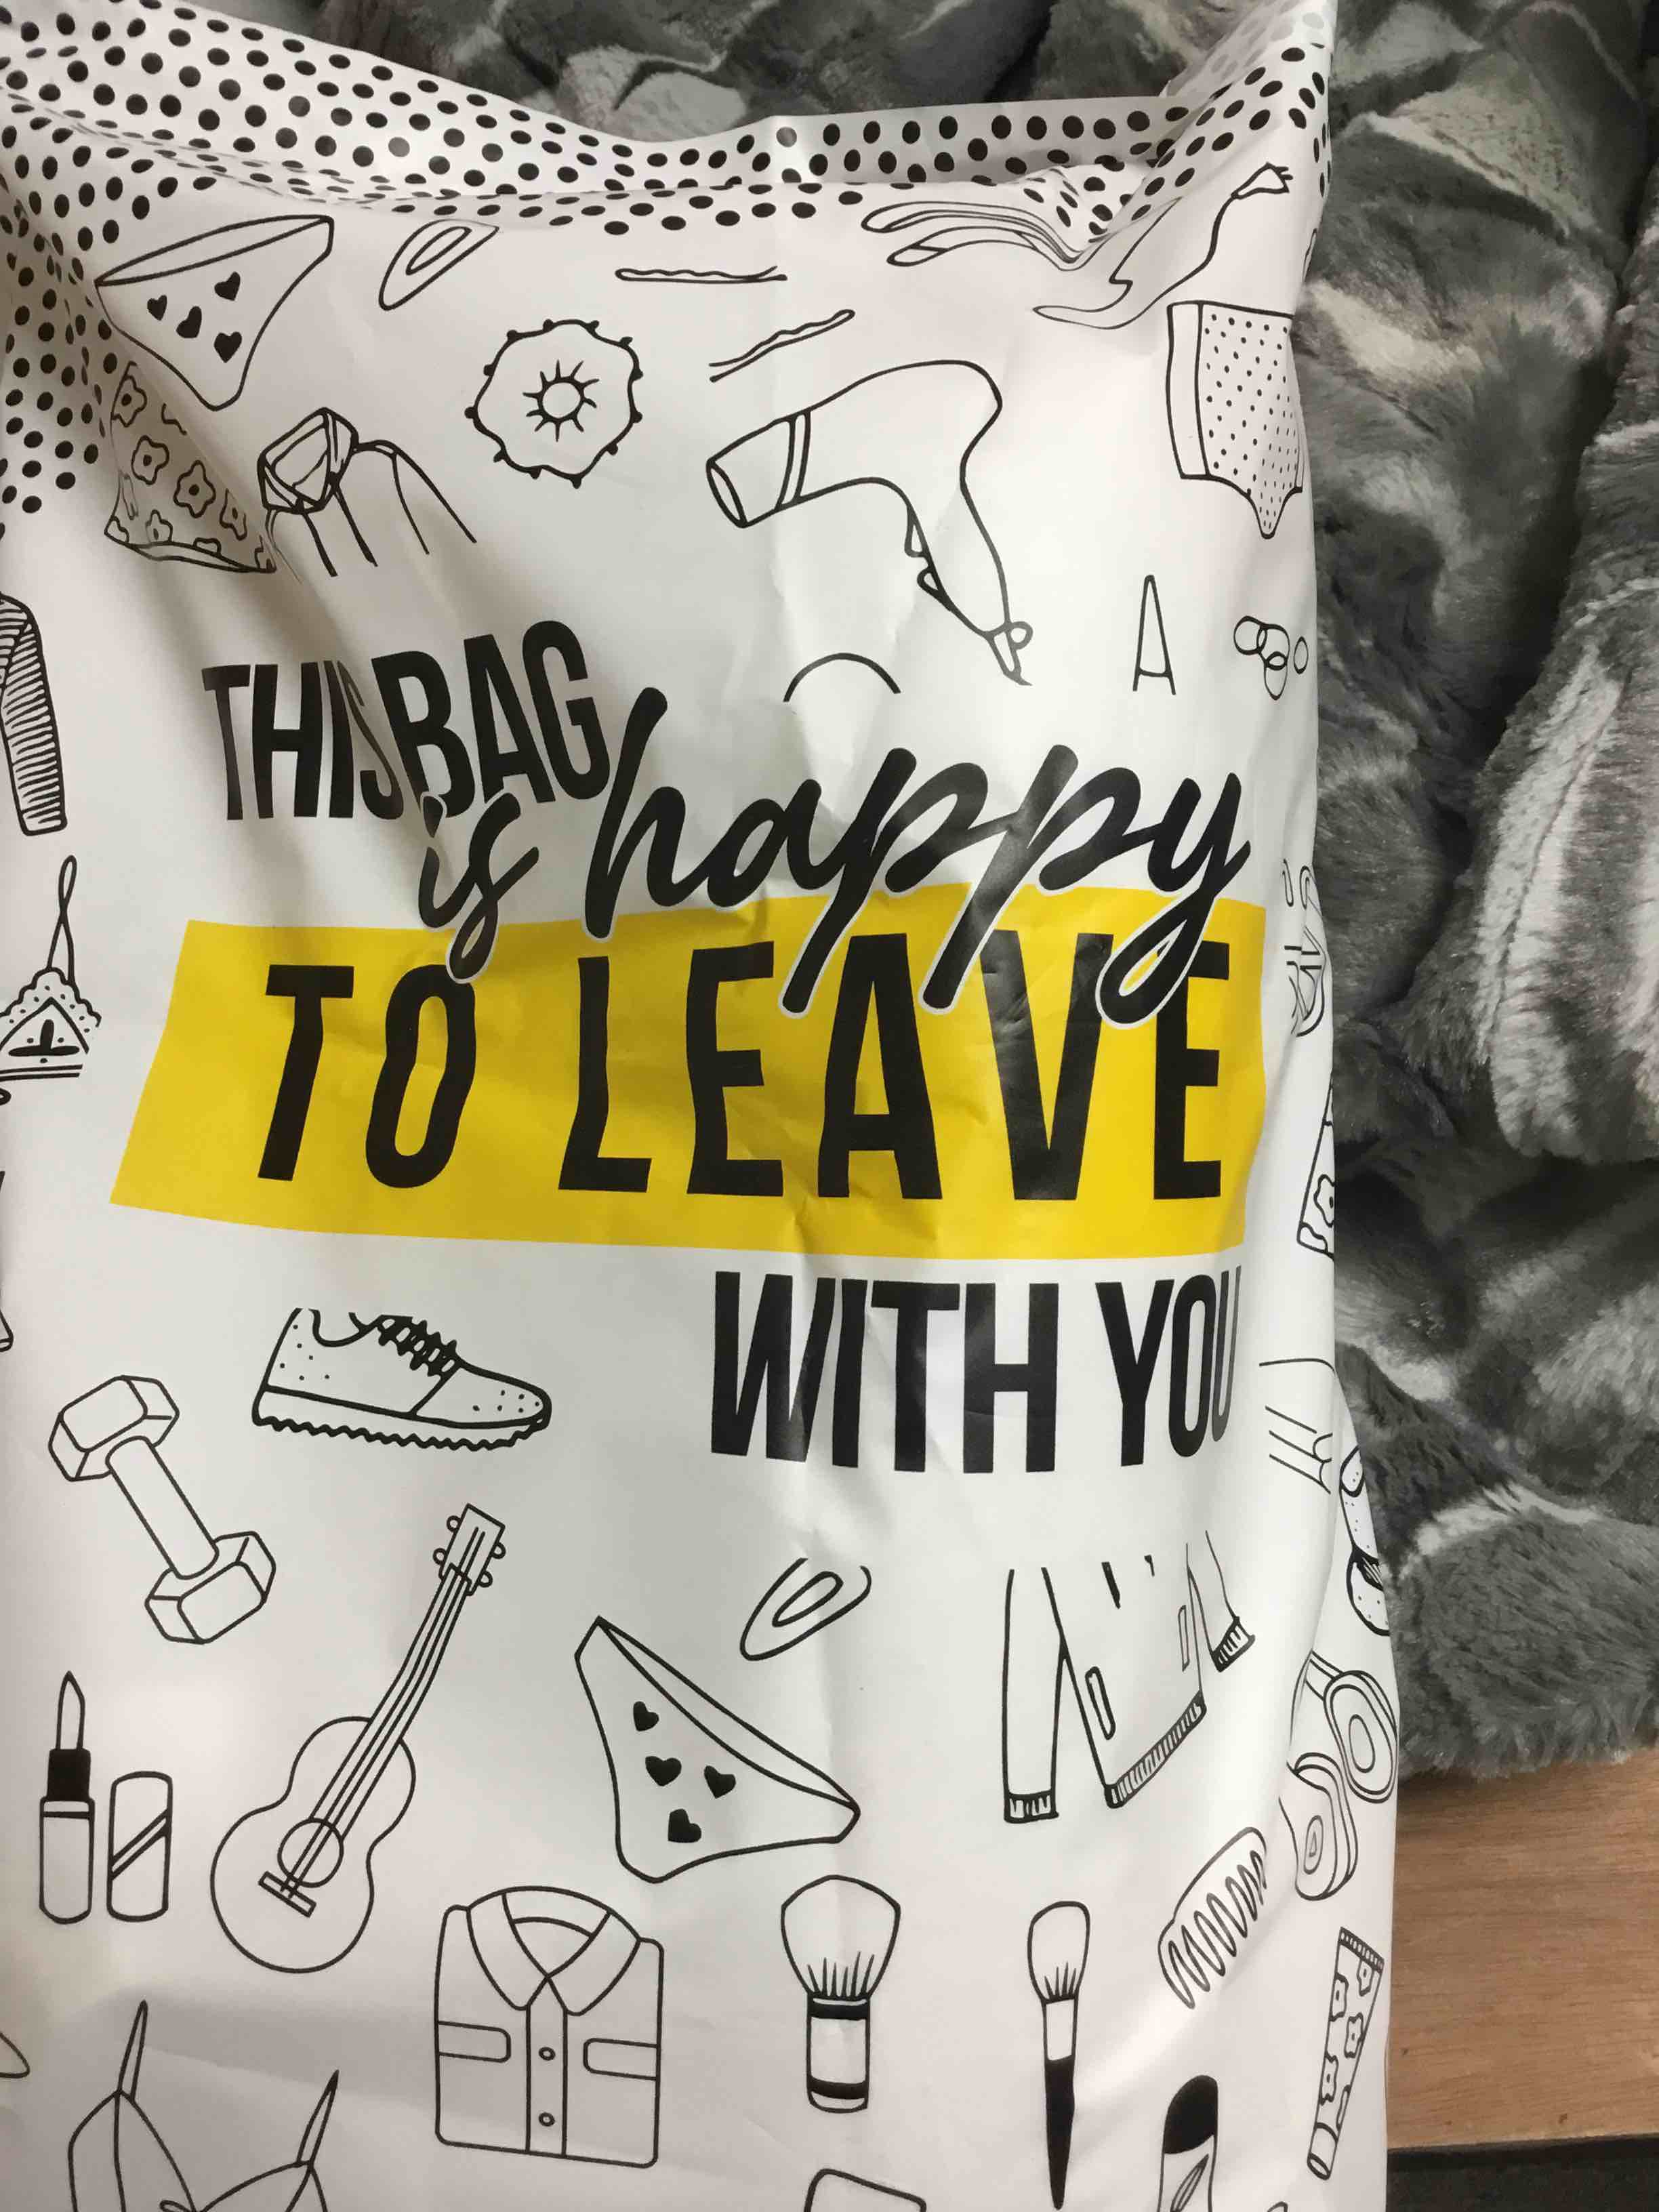 THIS BAG
is happy
TO LEAVE
WITH YOU